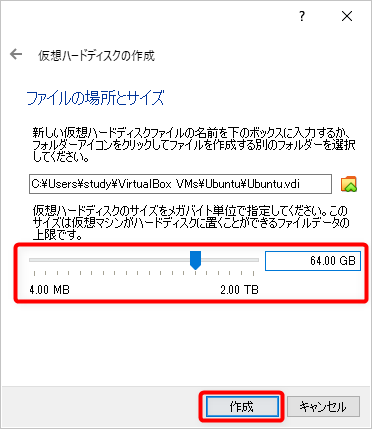 ?
仮想ハードディスクの作成
ファイルの場所とサイズ
新しい仮想ハードディスクファイルの名前を下のボックスに入力するか、
フォルダーアイコンをクリックしてファイルを作成する別のフォルダーを選択
してください。
C:¥Users¥study¥VirtualBox VMs¥Ubuntu¥Ubuntu.vdi
仮想ハードディスクのサイズをメガバイト単位で指定してください。この
サイズは仮想マシンがハードディスクに置くことができるファイルデータの
上限です。
64.00 GB
4.00 MB 2.00 TB
作成 キャンセル